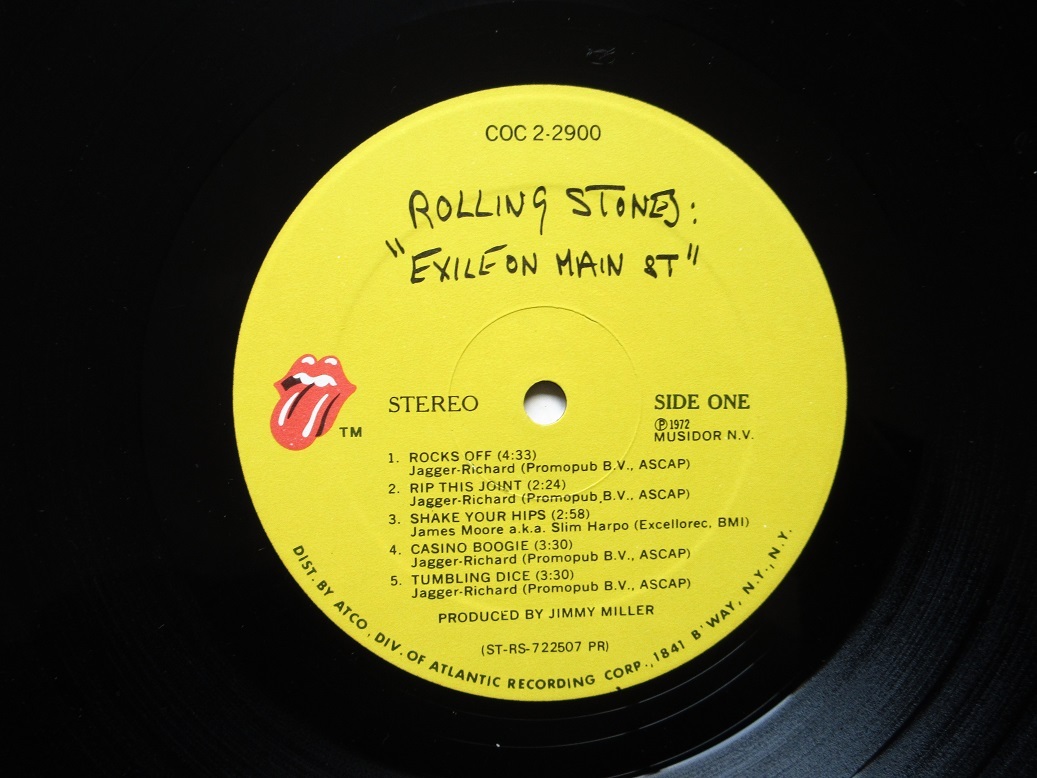 COC 2-2900
ROLLING STONES:
"EXILE ON MAIN ST"
TM
STEREO
SIDE ONE
℗1972
MUSIDOR N.V.
1. ROCKS OFF (4:33)
Jagger-Richard (Promopub B.V., ASCAP)
2. RIP THIS JOINT (2:24)
Jagger-Richard (Promopub B.V., ASCAP)
3. SHAKE YOUR HIPS (2:58)
James Moore a.k.a. Slim Harpo (Excellorec, BMI)
4. CASINO BOOGIE (3:30)
Jagger-Richard (Promopub B.V., ASCAP)
5. TUMBLING DICE (3:30)
Jagger-Richard (Promopub B.V., ASCAP)
PRODUCED BY JIMMY MILLER
(ST-RS-722507 PR)
DIST. BY ATCO, DIV. OF ATLANTIC RECORDING CORP., 1841 B'WAY, N.Y., N.Y.